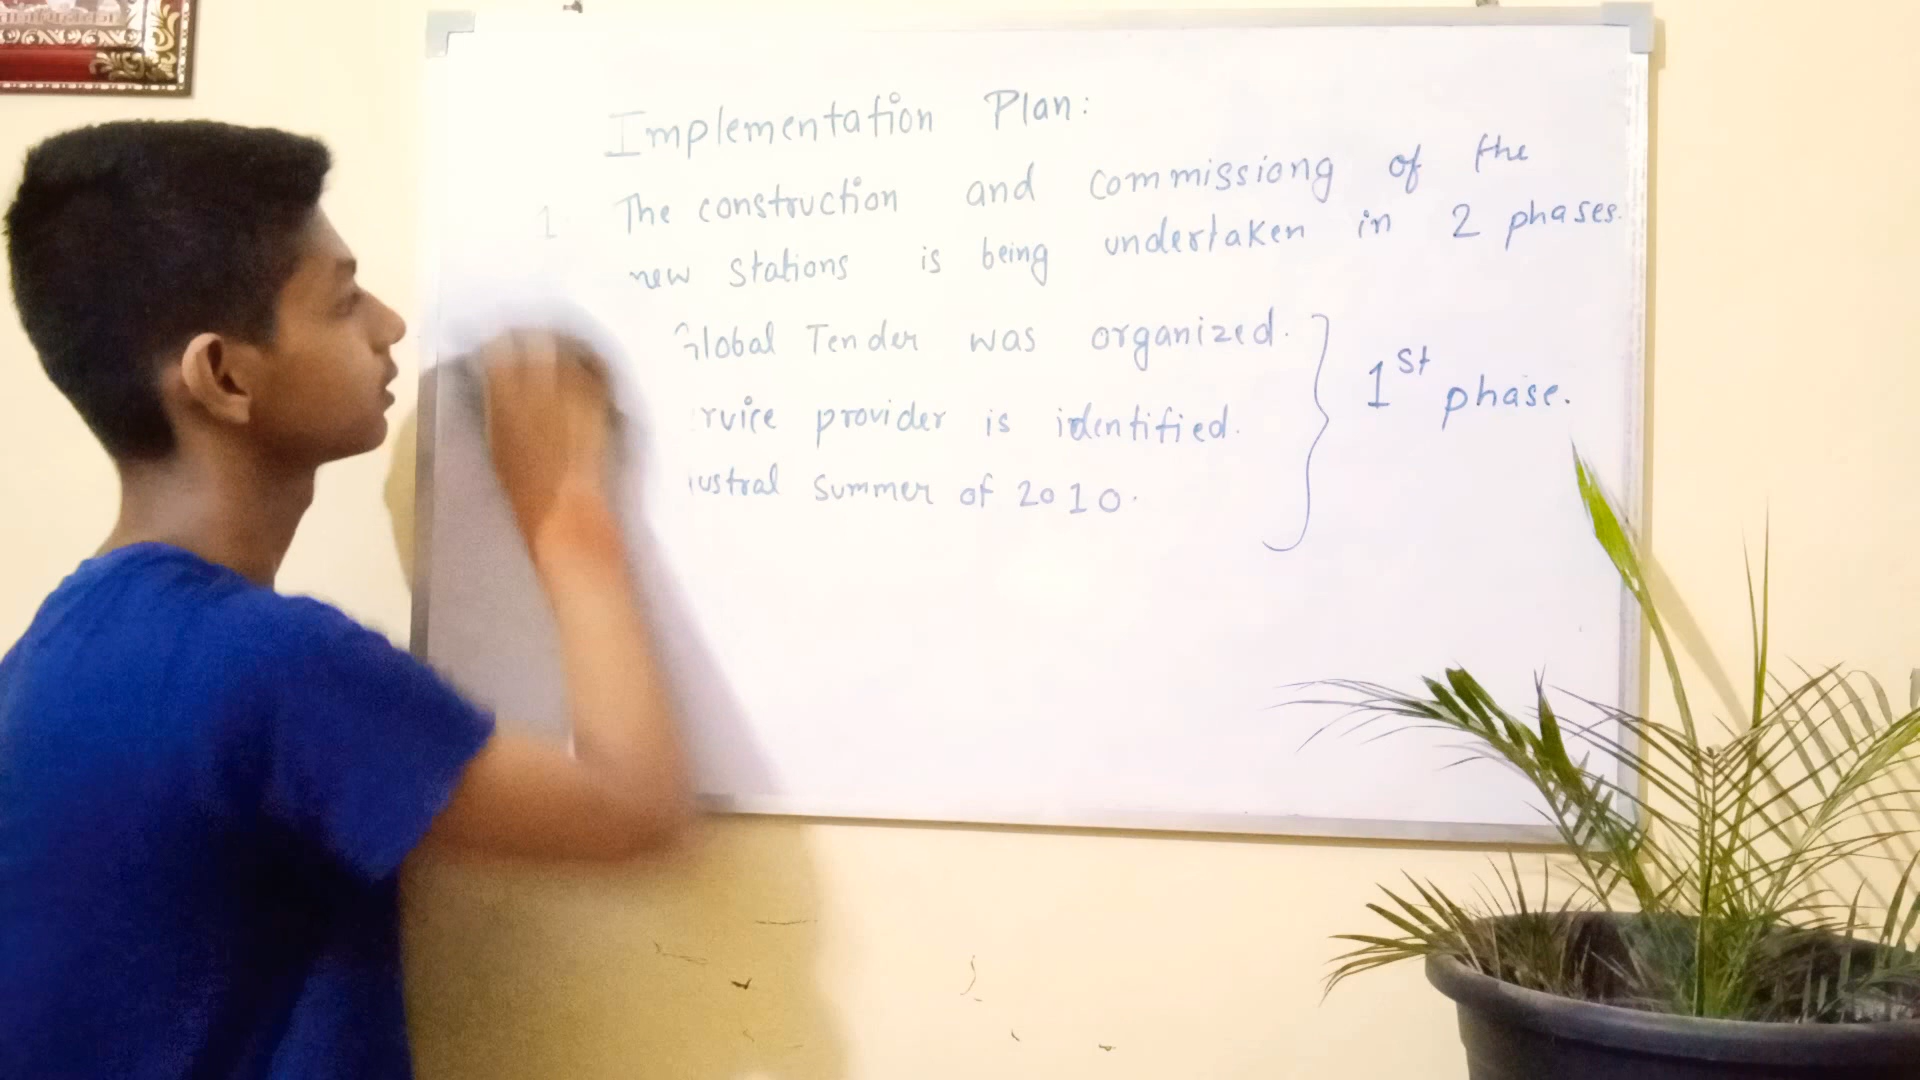 Implementation Plan:
1. The construction and commissiong of the
new stations is being undertaken in 2 phases.
Global Tender was organized.
rvice provider is identified.
ustral summer of 2010.
1st phase.